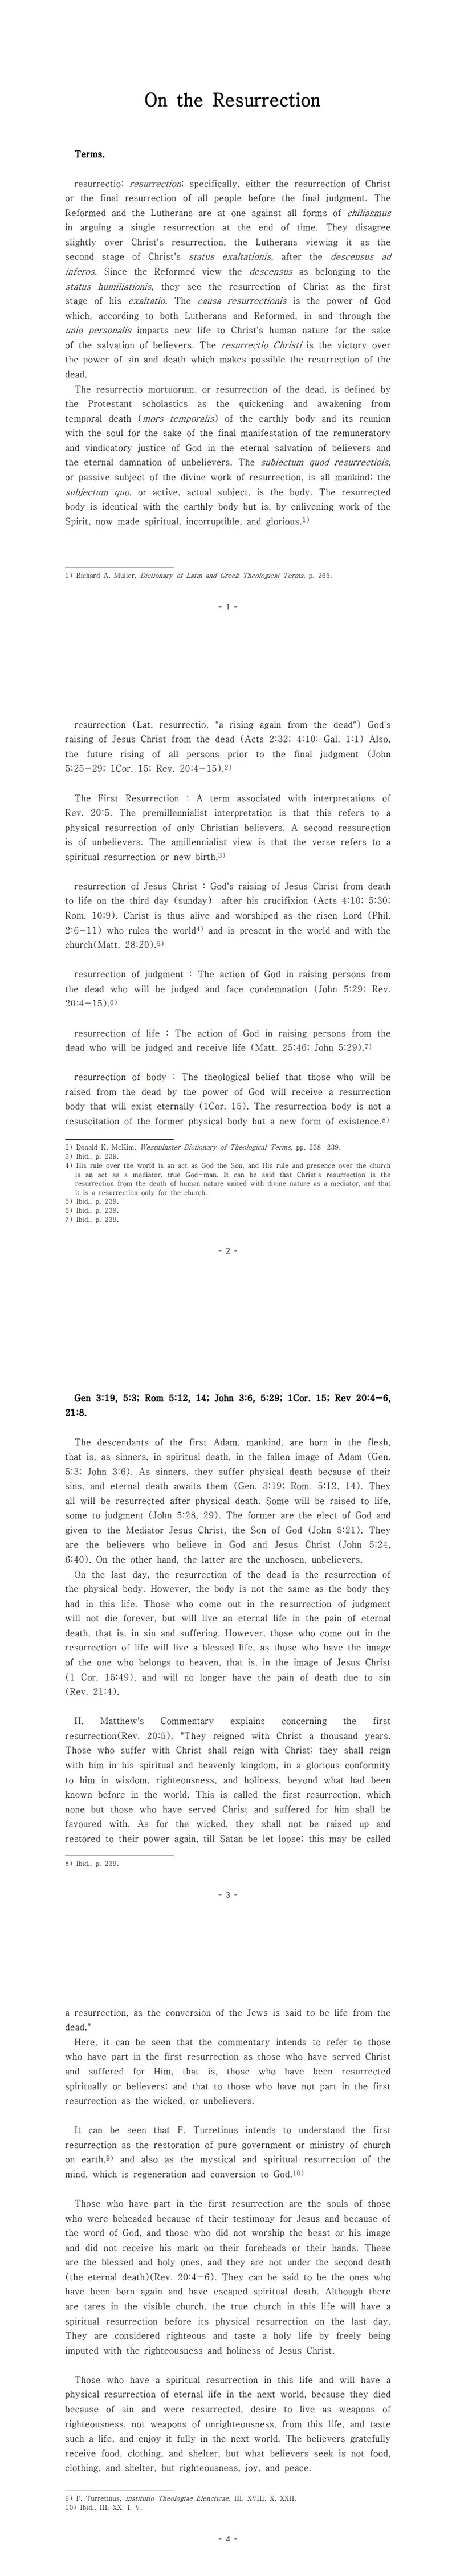 On the Resurrection
Terms.
resurrectio: resurrection; specifically, either the resurrection of Christ
or the final resurrection of all people before the final judgment. The
Reformed and the Lutherans are at one against all forms of chiliasmus
in arguing a single resurrection at the end of time. They disagree
slightly over Christ's resurrection, the Lutherans viewing it as the
second stage of Christ's status exaltationis, after the descensus ad
inferos. Since the Reformed view the descensus as belonging to the
status humiliationis, they see the resurrection of Christ as the first
stage of his exaltatio. The causa resurrectionis is the power of God
which, according to both Lutherans and Reformed, in and through the
unio personalis imparts new life to Christ's human nature for the sake
of the salvation of believers. The resurrectio Christi is the victory over
the power of sin and death which makes possible the resurrection of the
dead.
The resurrectio mortuorum, or resurrection of the dead, is defined by
the Protestant scholastics as the quickening and awakening from
temporal death (mors temporalis) of the earthly body and its reunion
with the soul for the sake of the final manifestation of the remuneratory
and vindicatory justice of God in the eternal salvation of believers and
the eternal damnation of unbelievers. The subiectum quod resurrectiois,
or passive subject of the divine work of resurrection, is all mankind; the
subjectum quo, or active, actual subject, is the body. The resurrected
body is identical with the earthly body but is, by enlivening work of the
Spirit, now made spiritual, incorruptible, and glorious.1)
1) Richard A. Muller, Dictionary of Latin and Greek Theological Terms, p. 265.
- 1 -
resurrection (Lat. resurrectio, "a rising again from the dead") God's
raising of Jesus Christ from the dead (Acts 2:32; 4:10; Gal. 1:1) Also,
the future rising of all persons prior to the final judgment (John
5:25-29; 1Cor. 15; Rev. 20:4-15).2)
The First Resurrection : A term associated with interpretations of
Rev. 20:5. The premillennialist interpretation is that this refers to a
physical resurrection of only Christian believers. A second ressurection
is of unbelievers. The amillennialist view is that the verse refers to a
spiritual resurrection or new birth.3)
resurrection of Jesus Christ : God's raising of Jesus Christ from death
to life on the third day (sunday) after his crucifixion (Acts 4:10; 5:30;
Rom. 10:9). Christ is thus alive and worshiped as the risen Lord (Phil.
2:6-11) who rules the world4) and is present in the world and with the
church(Matt. 28:20).5)
resurrection of judgment : The action of God in raising persons from
the dead who will be judged and face condemnation (John 5:29; Rev.
20:4-15).6)
resurrection of life : The action of God in raising persons from the
dead who will be judged and receive life (Matt. 25:46; John 5:29).7)
resurrection of body : The theological belief that those who will be
raised from the dead by the power of God will receive a resurrection
body that will exist eternally (1Cor. 15). The resurrection body is not a
resuscitation of the former physical body but a new form of existence.8)
2) Donald K. McKim, Westminster Dictionary of Theological Terms, pp. 238-239.
3) Ibid., p. 239.
4) His rule over the world is an act as God the Son, and His rule and presence over the church
is an act as a mediator, true God-man. It can be said that Christ's resurrection is the
resurrection from the death of human nature united with divine nature as a mediator, and that
it is a resurrection only for the church.
5) Ibid., p. 239.
6) Ibid., p. 239.
7) Ibid., p. 239.
- 2 -
Gen 3:19, 5:3; Rom 5:12, 14; John 3:6, 5:29; 1Cor. 15; Rev 20:4-6,
21:8.
The descendants of the first Adam, mankind, are born in the flesh,
that is, as sinners, in spiritual death, in the fallen image of Adam (Gen.
5:3; John 3:6). As sinners, they suffer physical death because of their
sins, and eternal death awaits them (Gen. 3:19; Rom. 5:12, 14). They
all will be resurrected after physical death. Some will be raised to life,
some to judgment (John 5:28, 29). The former are the elect of God and
given to the Mediator Jesus Christ, the Son of God (John 5:21). They
are the believers who believe in God and Jesus Christ (John 5:24,
6:40). On the other hand, the latter are the unchosen, unbelievers.
On the last day, the resurrection of the dead is the resurrection of
the physical body. However, the body is not the same as the body they
had in this life. Those who come out in the resurrection of judgment
will not die forever, but will live an eternal life in the pain of eternal
death, that is, in sin and suffering. However, those who come out in the
resurrection of life will live a blessed life, as those who have the image
of the one who belongs to heaven, that is, in the image of Jesus Christ
(1 Cor. 15:49), and will no longer have the pain of death due to sin
(Rev. 21:4).
H. Matthew's Commentary explains concerning the first
resurrection(Rev. 20:5), "They reigned with Christ a thousand years.
Those who suffer with Christ shall reign with Christ; they shall reign
with him in his spiritual and heavenly kingdom, in a glorious conformity
to him in wisdom, righteousness, and holiness, beyond what had been
known before in the world. This is called the first resurrection, which
none but those who have served Christ and suffered for him shall be
favoured with. As for the wicked, they shall not be raised up and
restored to their power again, till Satan be let loose; this may be called
8) Ibid., p. 239.
- 3 -
a resurrection, as the conversion of the Jews is said to be life from the
dead."
Here, it can be seen that the commentary intends to refer to those
who have part in the first resurrection as those who have served Christ
and suffered for Him, that is, those who have been resurrected
spiritually or believers; and that to those who have not part in the first
resurrection as the wicked, or unbelievers.
It can be seen that F. Turretinus intends to understand the first
resurrection as the restoration of pure government or ministry of church
on earth,9) and also as the mystical and spiritual resurrection of the
mind, which is regeneration and conversion to God.10)
Those who have part in the first resurrection are the souls of those
who were beheaded because of their testimony for Jesus and because of
the word of God, and those who did not worship the beast or his image
and did not receive his mark on their foreheads or their hands. These
are the blessed and holy ones, and they are not under the second death
(the eternal death)(Rev. 20:4-6). They can be said to be the ones who
have been born again and have escaped spiritual death. Although there
are tares in the visible church, the true church in this life will have a
spiritual resurrection before its physical resurrection on the last day.
They are considered righteous and taste a holy life by freely being
imputed with the righteousness and holiness of Jesus Christ.
Those who have a spiritual resurrection in this life and will have a
physical resurrection of eternal life in the next world, because they died
because of sin and were resurrected, desire to live as weapons of
righteousness, not weapons of unrighteousness, from this life, and taste
such a life, and enjoy it fully in the next world. The believers gratefully
receive food, clothing, and shelter, but what believers seek is not food,
clothing, and shelter, but righteousness, joy, and peace.
9) F. Turretinus, Institutio Theologiae Elencticae, III, XVIII, X, XXII.
10) Ibid., III, XX, I, V.
- 4 -